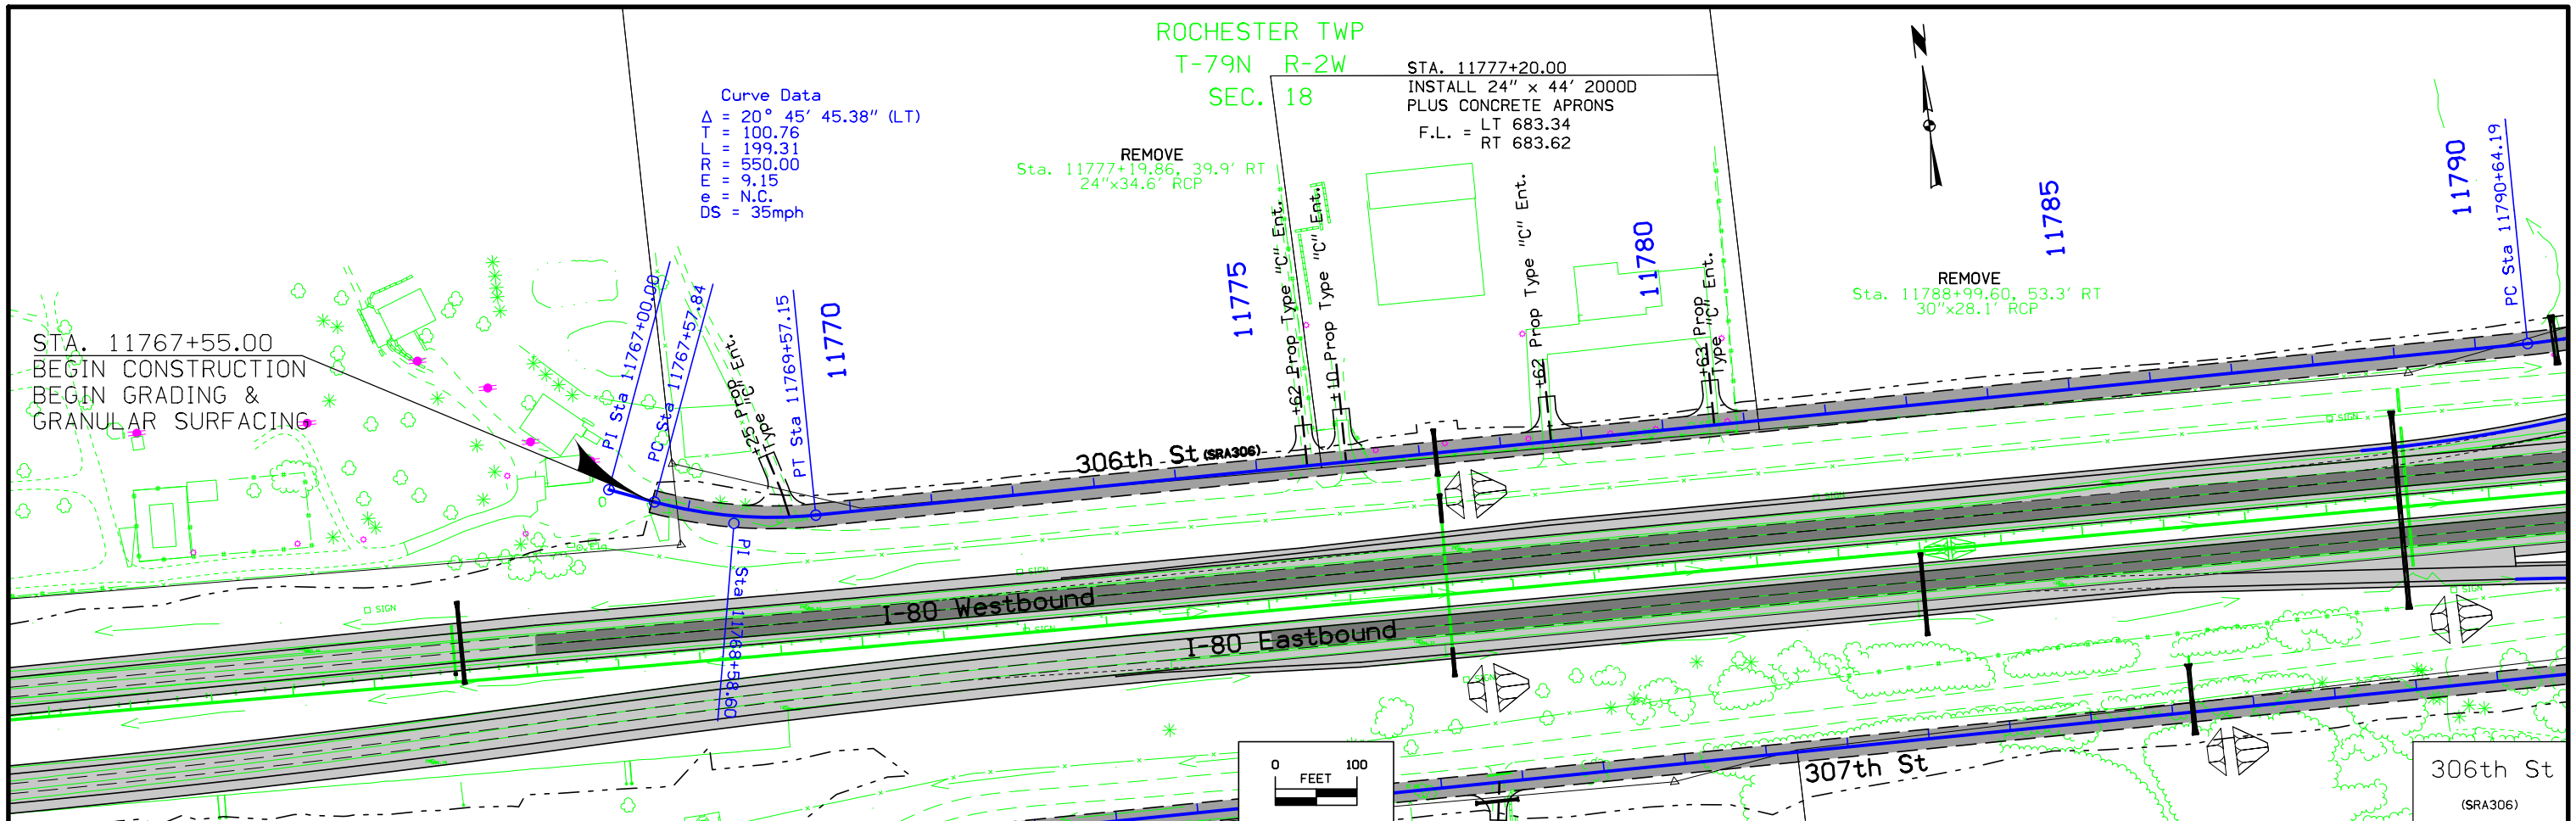 ROCHESTER TWP
T-79N R-2W
SEC. 18
STA. 11777+20.00
INSTALL 24" x 44' 2000D
PLUS CONCRETE APRONS
F.L. = LT 683.34
RT 683.62
Curve Data
Δ = 20° 45' 45.38" (LT)
T = 100.76
L = 199.31
R = 550.00
E = 9.15
e = N.C.
DS = 35mph
REMOVE
Sta. 11777+19.86, 39.9' RT
24"x34.6' RCP
REMOVE
Sta. 11788+99.60, 53.3' RT
30"x28.1' RCP
STA. 11767+55.00
BEGIN CONSTRUCTION
BEGIN GRADING &
GRANULAR SURFACING
PI Sta 11767+00.00
PC Sta 11767+57.84
+25 Prop
Type "C" Ent.
PT Sta 11769+57.15
11770
PI Sta 11768+58.60
11775
+62 Prop Type "C" Ent.
+10 Prop Type "C" Ent.
+62 Prop Type "C" Ent.
11780
+63 Prop
Type "C" Ent.
11785
11790
PC Sta 11790+64.19
306th St (SRA306)
SIGN
SIGN
SIGN
SIGN
SIGN
SIGN
SIGN
I-80 Westbound
I-80 Eastbound
307th St
0 100
FEET
306th St
(SRA306)